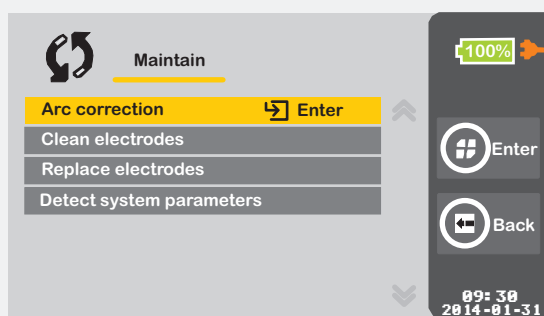 Maintain
Arc correction Enter
Clean electrodes
Replace electrodes
Detect system parameters
100%
Enter
Back
09:30
2014-01-31